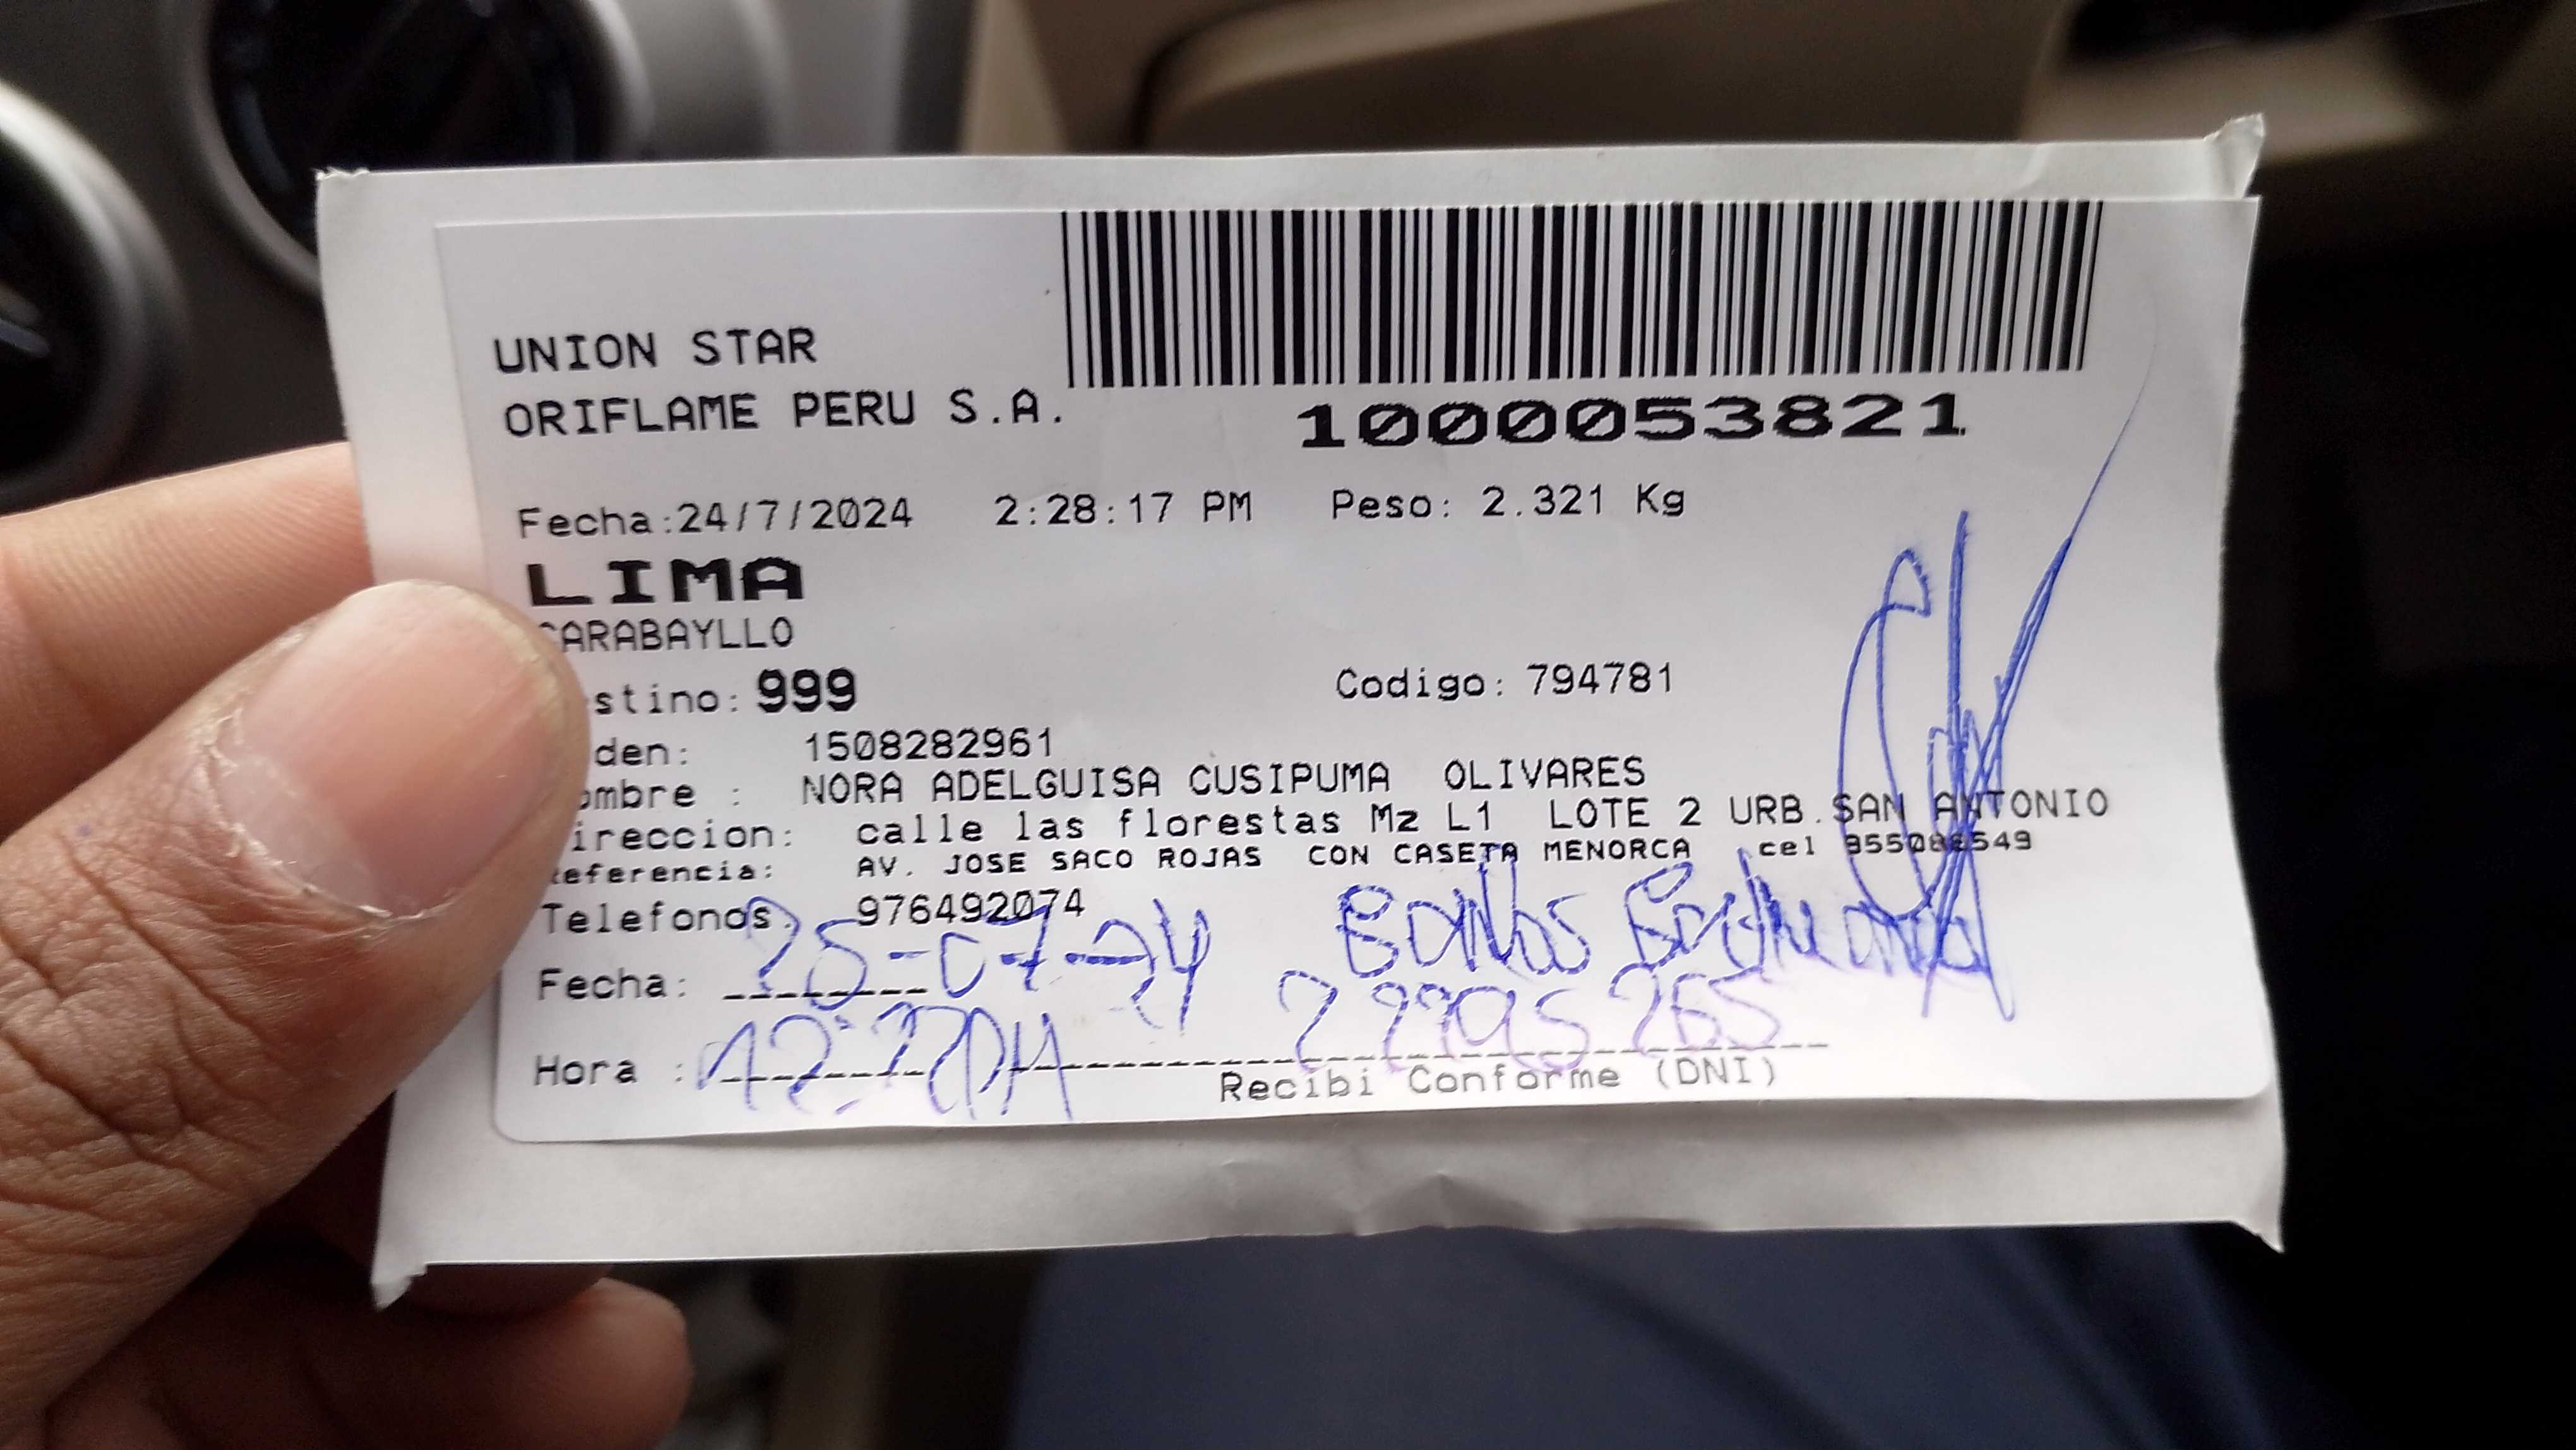 UNION STAR
ORIFLAME PERU S.A.
1000053821
Fecha:24/7/2024 2:28:17 PM Peso: 2.321 Kg
LIMA
CARABAYLLO
estino: 999 Codigo: 794781
den: 1508282961
ombre : NORA ADELGUISA CUSIPUMA OLIVARES
ireccion: calle las florestas Mz L1 LOTE 2 URB.SAN ANTONIO
eferencia: AV. JOSE SACO ROJAS CON CASETA MENORCA cel
Telefonos: 976492074
Fecha: 25-07-24
Hora :
Recibi Conforme (DNI)